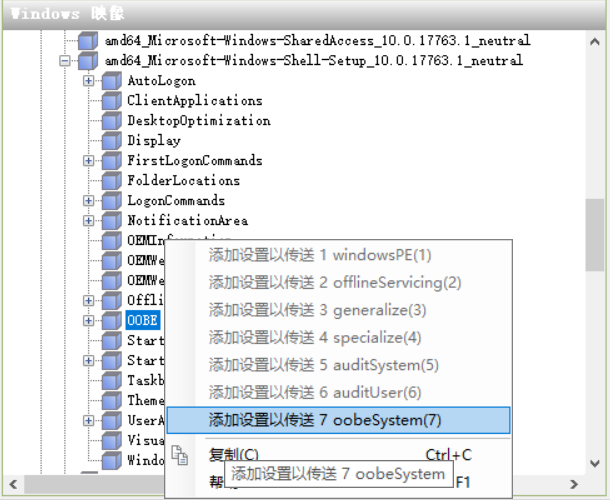 Windows 映像
amd64_Microsoft-Windows-SharedAccess_10.0.17763.1_neutral
amd64_Microsoft-Windows-Shell-Setup_10.0.17763.1_neutral
AutoLogon
ClientApplications
DesktopOptimization
Display
FirstLogonCommands
FolderLocations
LogonCommands
NotificationArea
OEMInformation
添加设置以传送 1 windowsPE(1)
OEMWe
添加设置以传送 2 offlineServicing(2)
OEMWe
Offli
添加设置以传送 3 generalize(3)
OOBE
添加设置以传送 4 specialize(4)
Start
Start
添加设置以传送 5 auditSystem(5)
Taskb
添加设置以传送 6 auditUser(6)
Theme
UserA
添加设置以传送 7 oobeSystem(7)
Visua
Windo
复制(C) Ctrl+C
添加设置以传送 7 oobeSystem
F1